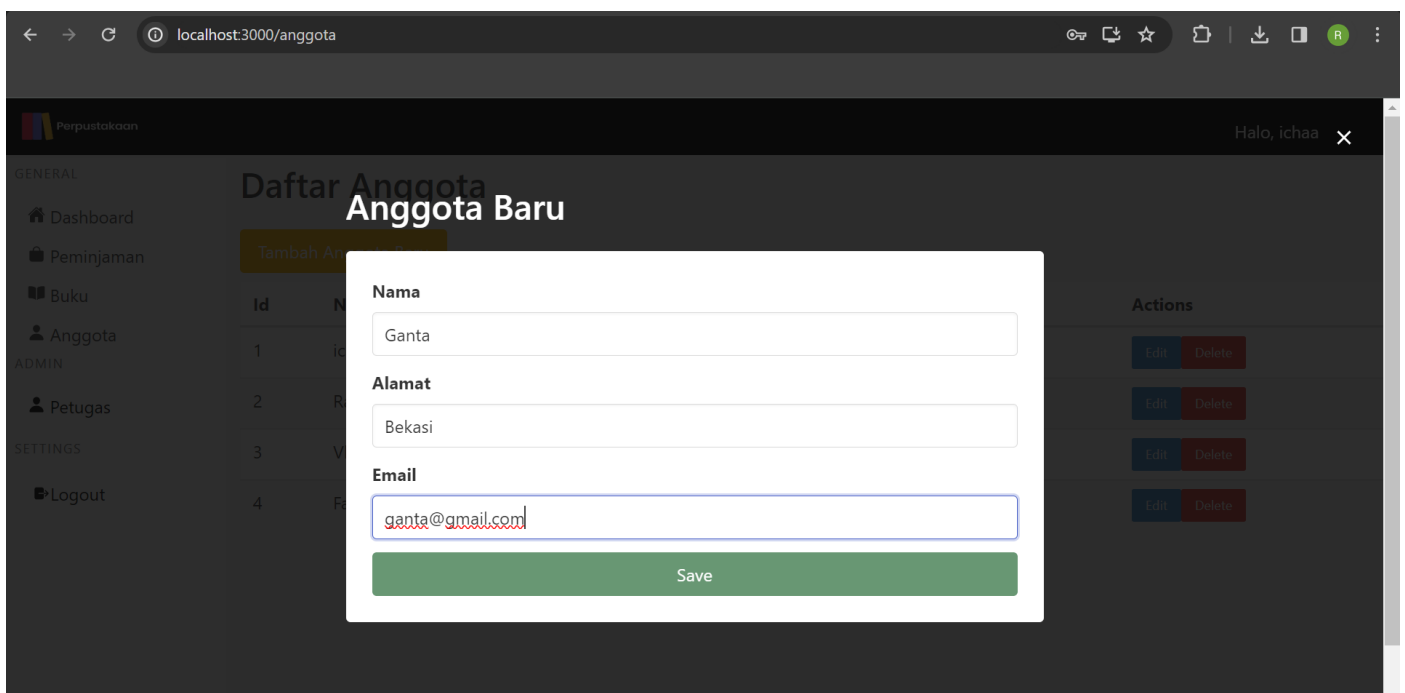 localhost:3000/anggota
R
Perpustakaan
Halo, ichaa
GENERAL
Dashboard
Peminjaman
Buku
Anggota
ADMIN
Petugas
SETTINGS
Logout
Daftar Anggota
Anggota Baru
Tambah
Id
Actions
1
Edit Delete
2
Edit Delete
3
Edit Delete
4
Edit Delete
Nama
Ganta
Alamat
Bekasi
Email
ganta@gmail.com
Save